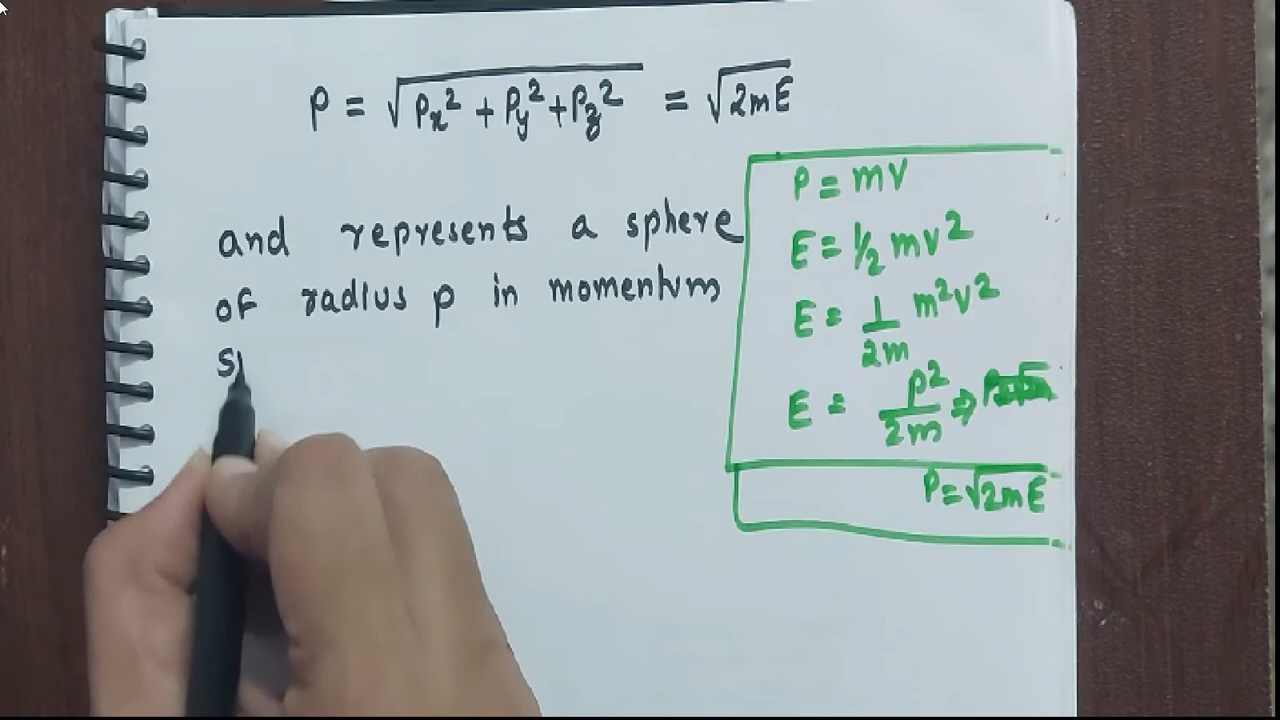 P = √Px² + Py² + Pz² = √2mE
and represents a sphere
of radius p in momentum
S
P = mv
E = 1/2 mv²
E = 1/2m m²v²
E = p²/2m ⇒
P = √2mE